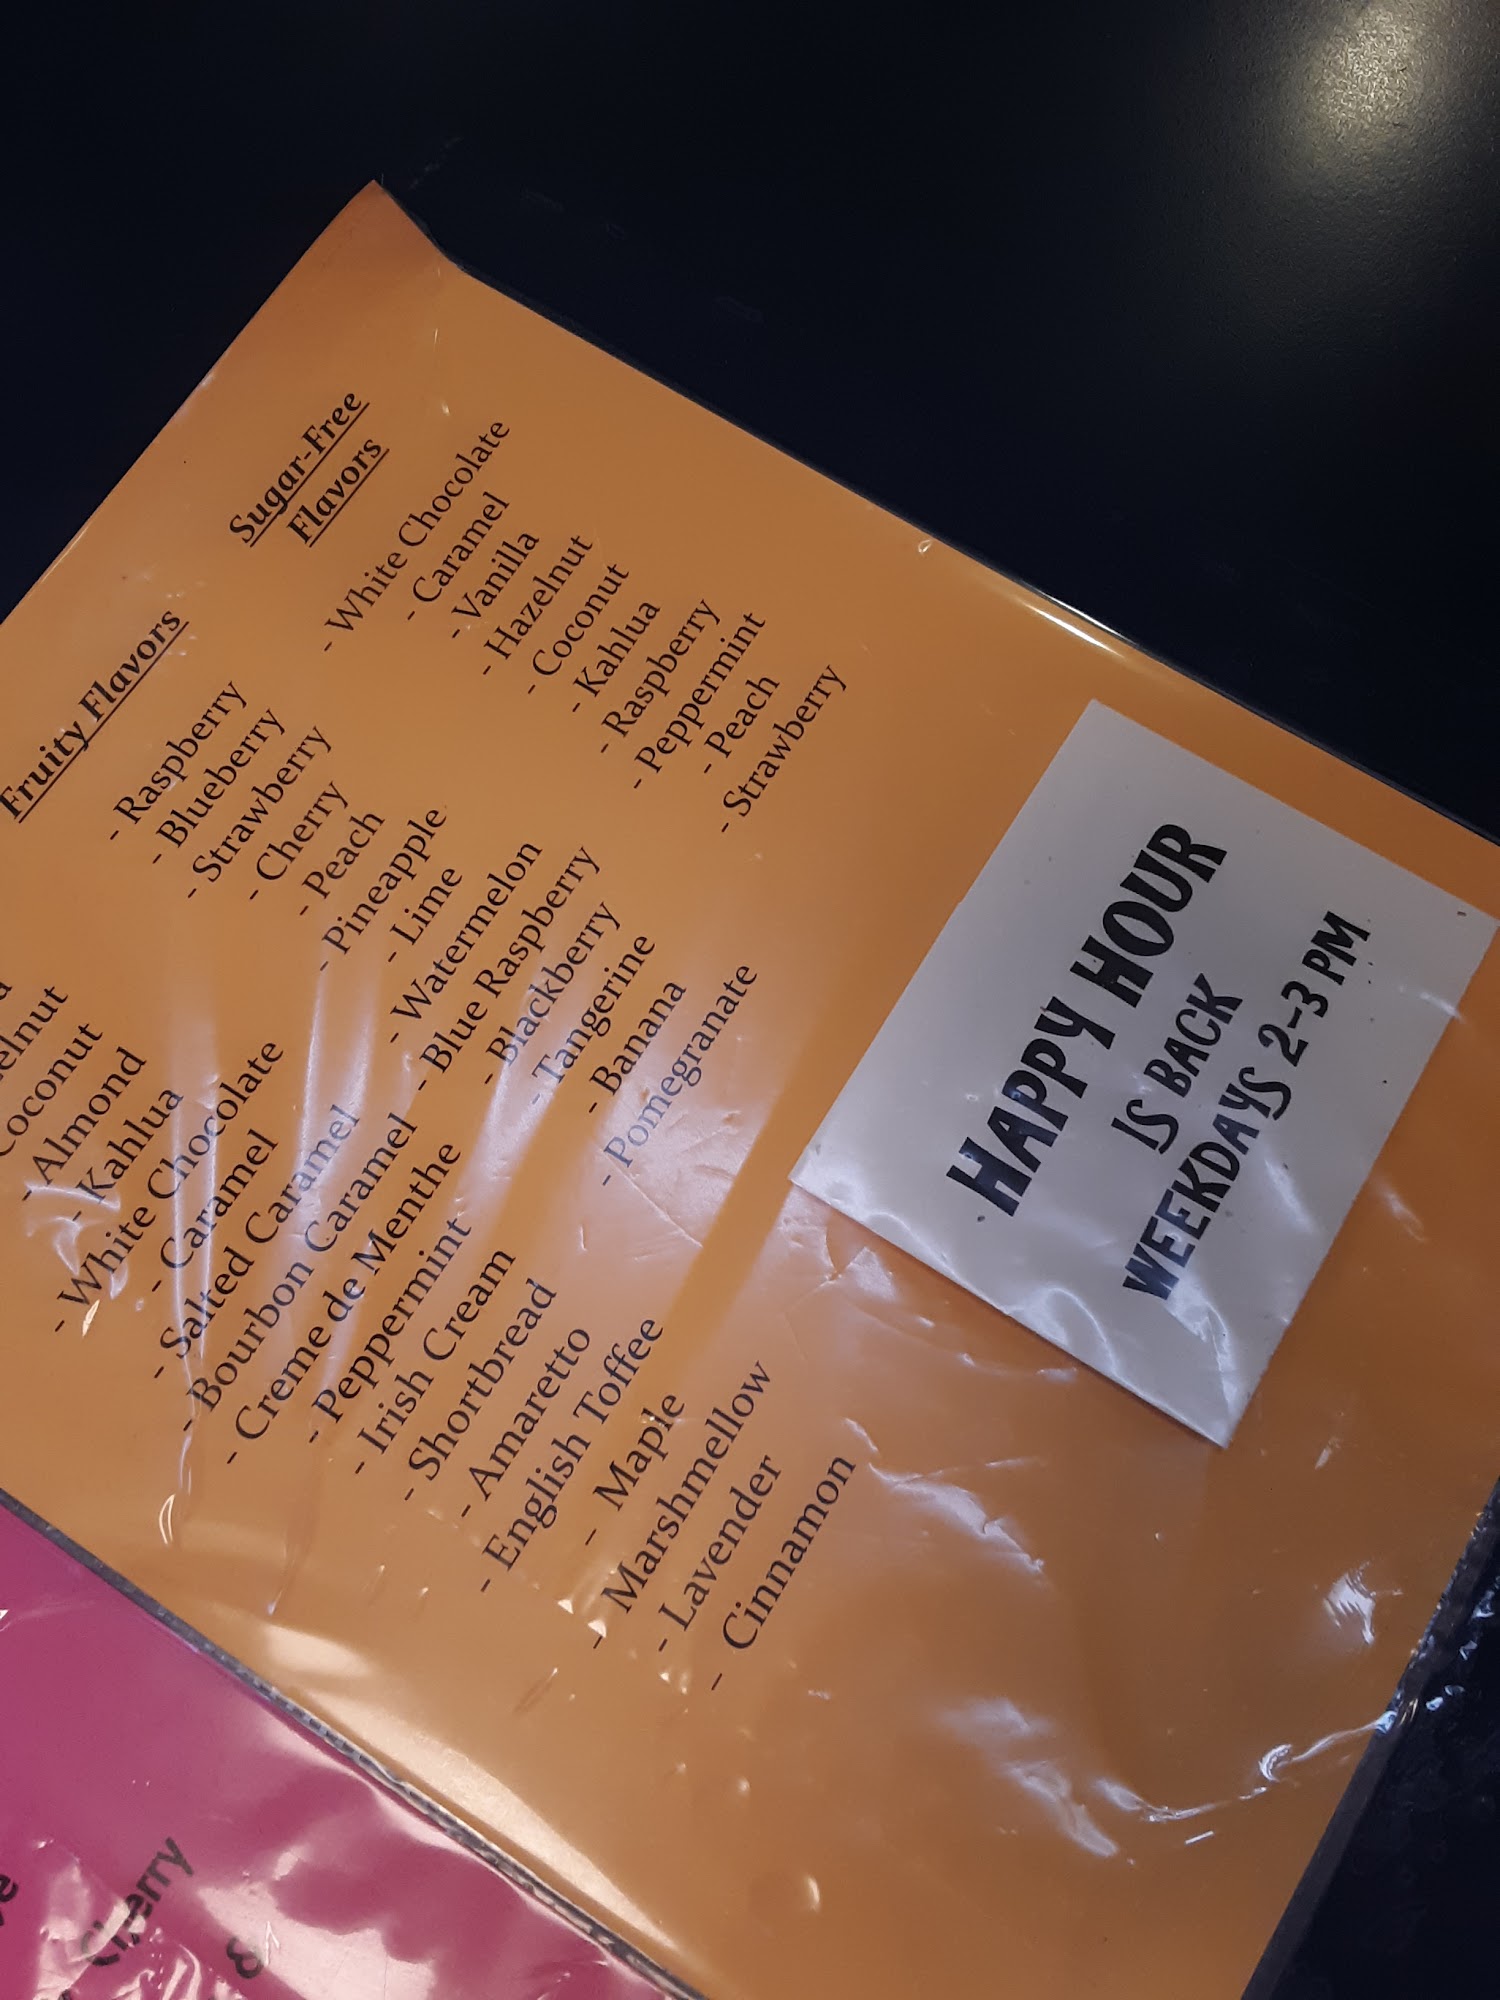 Coconut
- Almond
- Kahlua
- White Chocolate
- Caramel
- Salted Caramel
- Bourbon Caramel
- Creme de Menthe
- Peppermint
- Irish Cream
- Shortbread
- Amaretto
- English Toffee
- Maple
- Marshmellow
- Lavender
- Cinnamon
Fruity Flavors
- Raspberry
- Blueberry
- Strawberry
- Cherry
- Peach
- Pineapple
- Lime
- Watermelon
- Blue Raspberry
- Blackberry
- Tangerine
- Banana
- Pomegranate
Sugar-Free
Flavors
- White Chocolate
- Caramel
- Vanilla
- Hazelnut
- Coconut
- Kahlua
- Raspberry
- Peppermint
- Peach
- Strawberry
HAPPY HOUR
IS BACK
WEEKDAYS 2-3 PM
Cherry
&